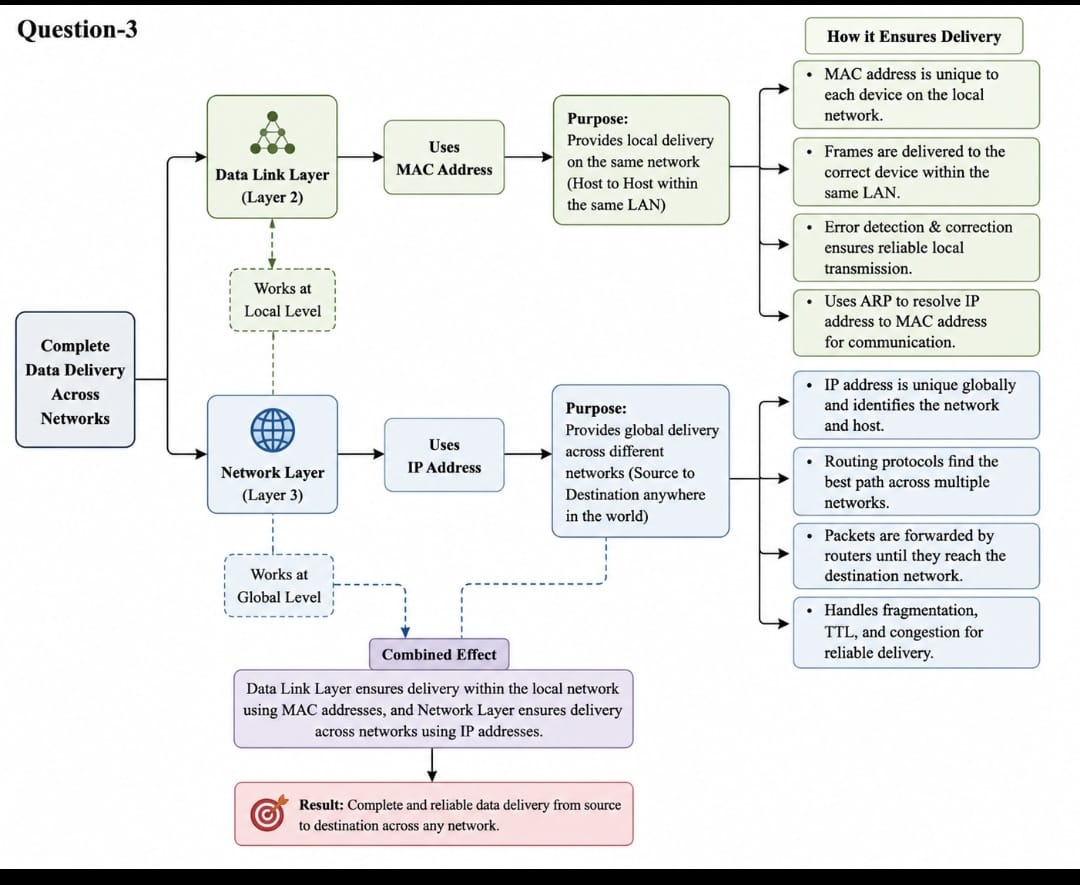 Question-3
How it Ensures Delivery
Complete
Data Delivery
Across
Networks
Data Link Layer
(Layer 2)
Uses
MAC Address
Purpose:
Provides local delivery
on the same network
(Host to Host within
the same LAN)
• MAC address is unique to
each device on the local
network.
• Frames are delivered to the
correct device within the
same LAN.
• Error detection & correction
ensures reliable local
transmission.
• Uses ARP to resolve IP
address to MAC address
for communication.
Works at
Local Level
Network Layer
(Layer 3)
Uses
IP Address
Purpose:
Provides global delivery
across different
networks (Source to
Destination anywhere
in the world)
• IP address is unique globally
and identifies the network
and host.
• Routing protocols find the
best path across multiple
networks.
• Packets are forwarded by
routers until they reach the
destination network.
• Handles fragmentation,
TTL, and congestion for
reliable delivery.
Works at
Global Level
Combined Effect
Data Link Layer ensures delivery within the local network
using MAC addresses, and Network Layer ensures delivery
across networks using IP addresses.
Result: Complete and reliable data delivery from source
to destination across any network.